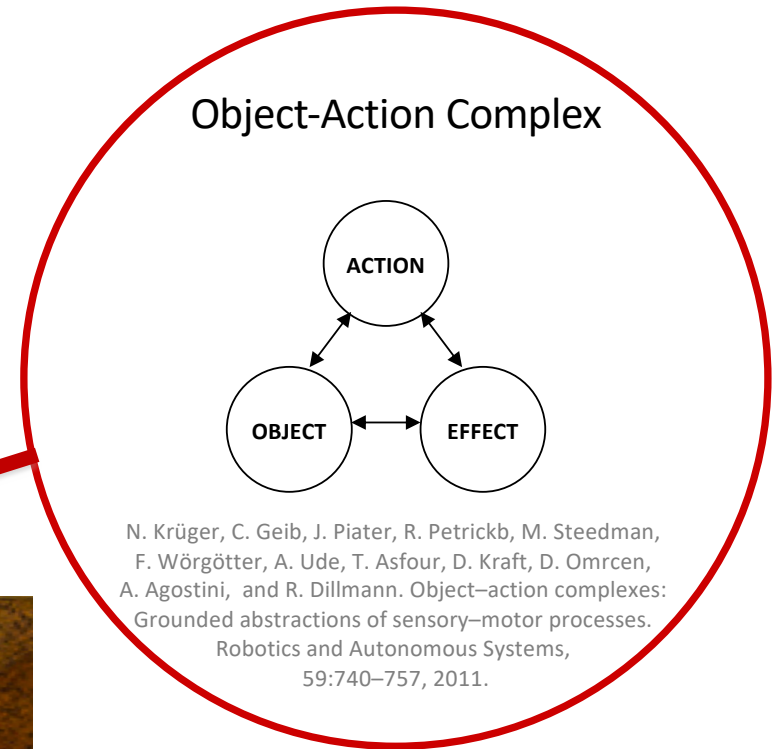 Object-Action Complex
ACTION
OBJECT
EFFECT
N. Krüger, C. Geib, J. Piater, R. Petrickb, M. Steedman,
F. Wörgötter, A. Ude, T. Asfour, D. Kraft, D. Omrcen,
A. Agostini, and R. Dillmann. Object–action complexes:
Grounded abstractions of sensory–motor processes.
Robotics and Autonomous Systems,
59:740–757, 2011.